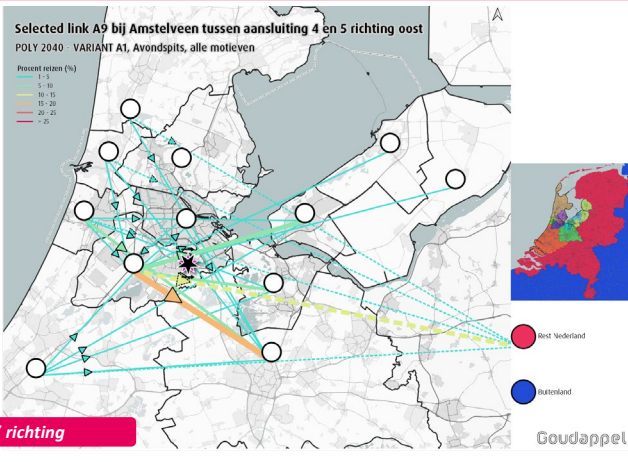 Selected link A9 bij Amstelveen tussen aansluiting 4 en 5 richting oost
POLY 2040 - VARIANT A1, Avondspits, alle motieven
Procent reizen (%)
1 - 5
5 - 10
10 - 15
15 - 20
20 - 25
> 25
Rest Nederland
Buitenland
richting
Goudappel